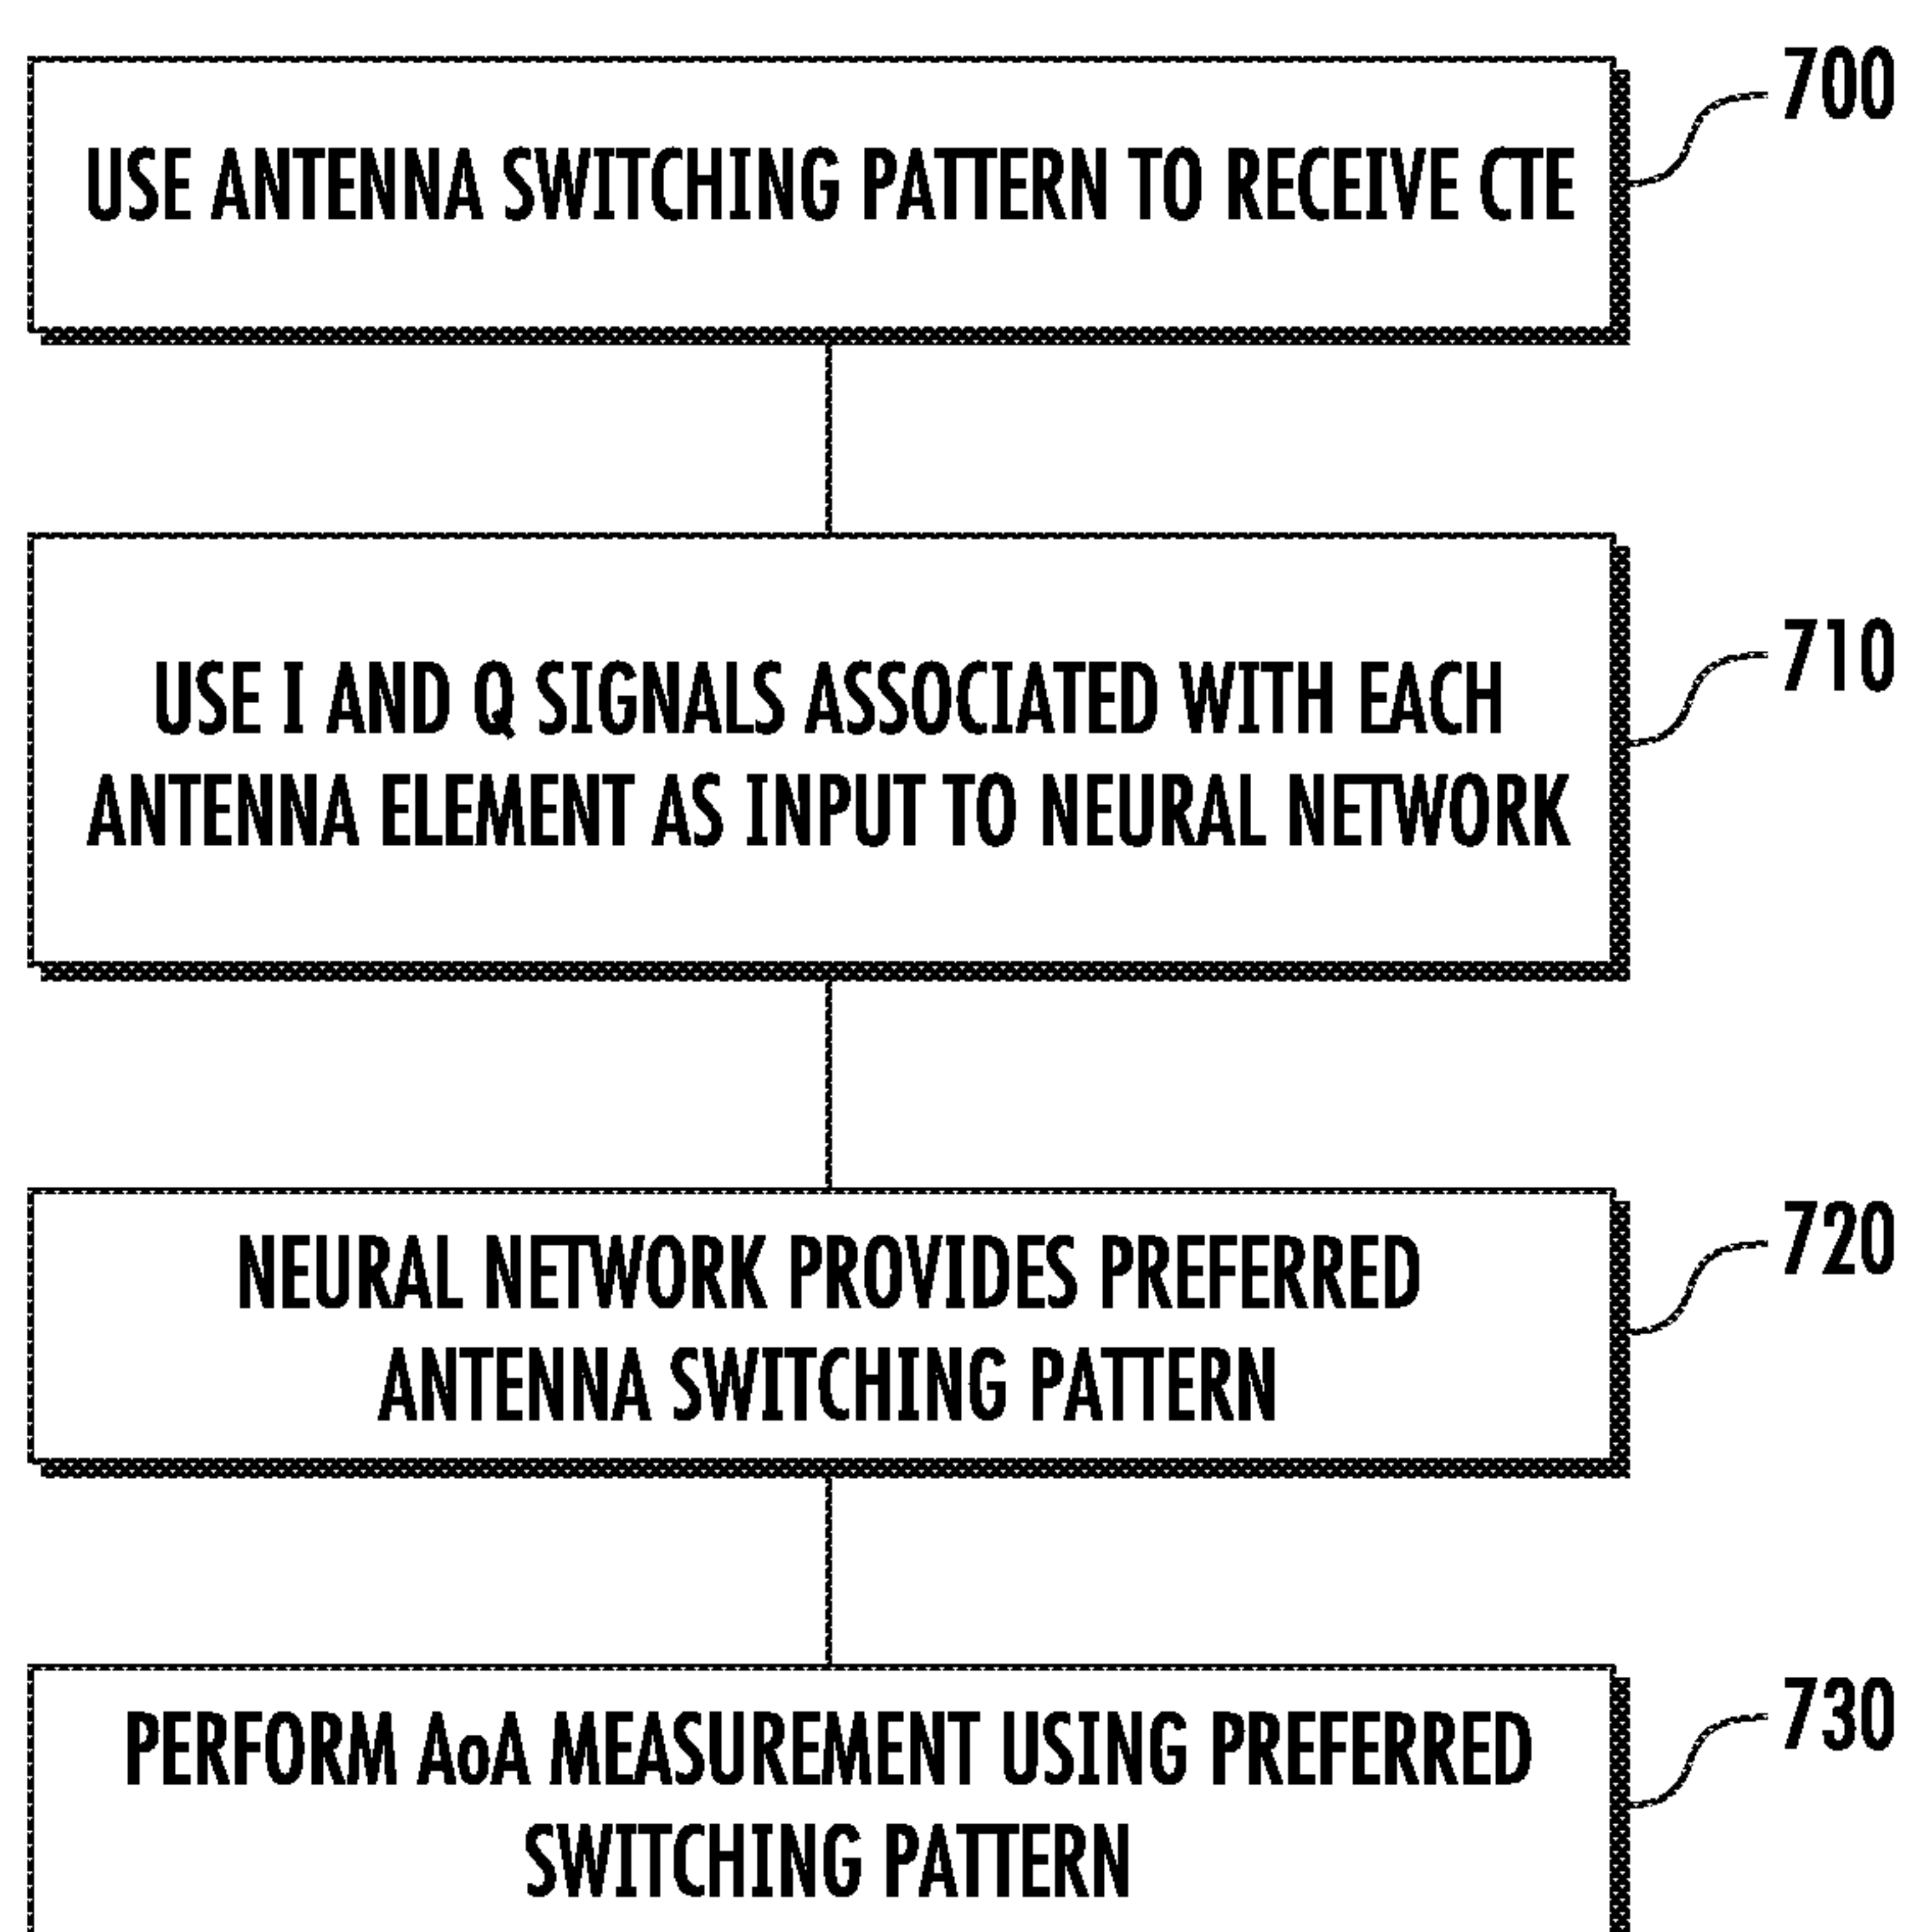 700
USE ANTENNA SWITCHING PATTERN TO RECEIVE CTE
710
USE I AND Q SIGNALS ASSOCIATED WITH EACH
ANTENNA ELEMENT AS INPUT TO NEURAL NETWORK
720
NEURAL NETWORK PROVIDES PREFERRED
ANTENNA SWITCHING PATTERN
730
PERFORM AoA MEASUREMENT USING PREFERRED
SWITCHING PATTERN